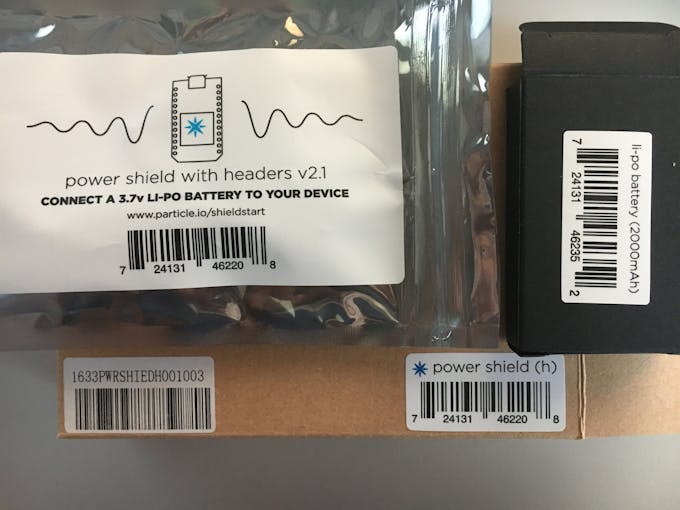 power shield with headers v2.1
CONNECT A 3.7v LI-PO BATTERY TO YOUR DEVICE
www.particle.io/shieldstart
7 24131 46220 8
li-po battery (2000mAh)
7 24131 46235 2
1633PWRSHIEDH001003
power shield (h)
7 24131 46220 8